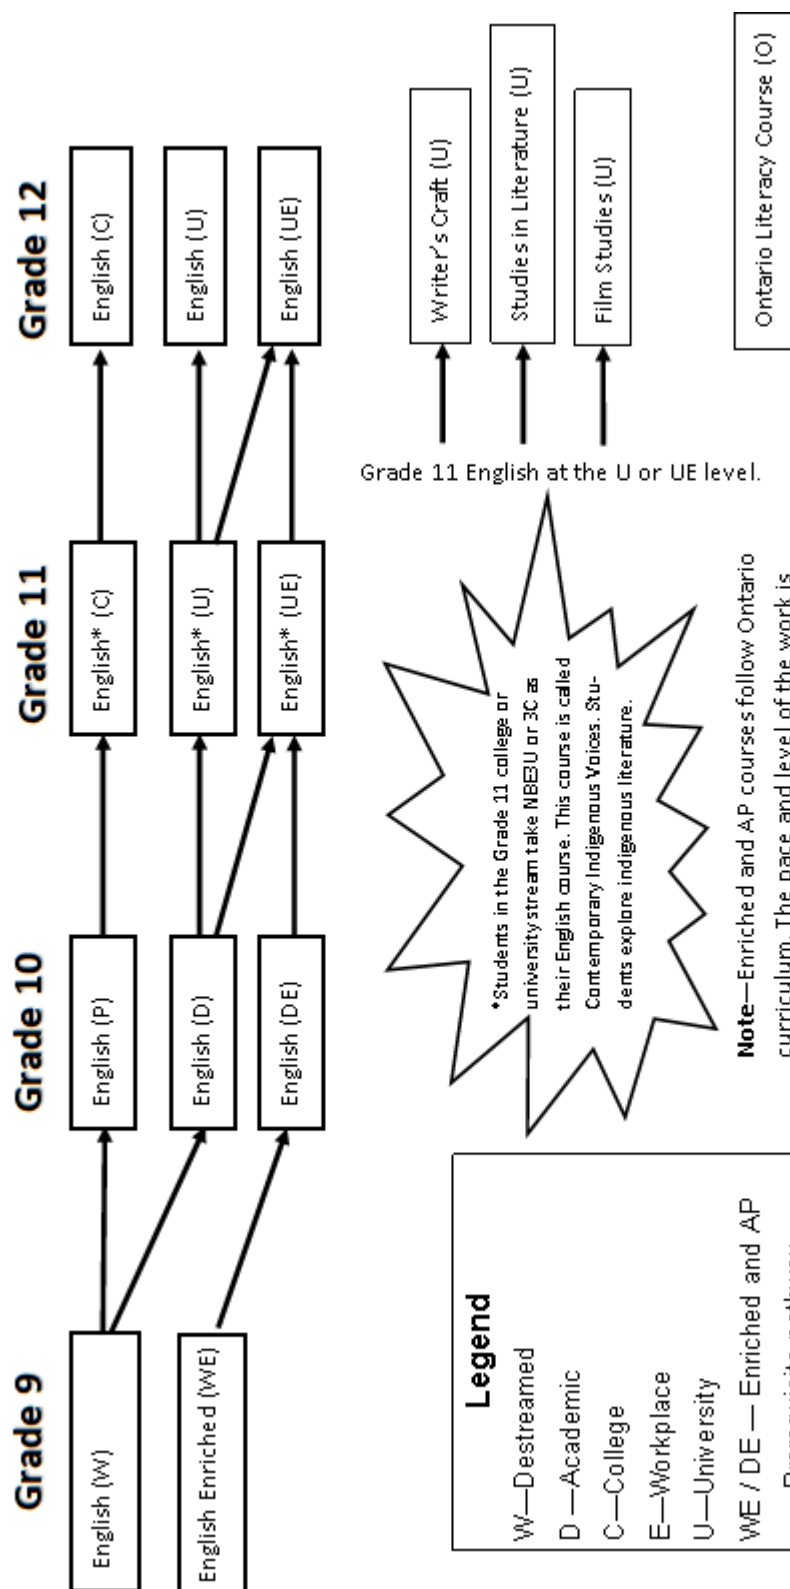 Grade 9
Grade 10
Grade 11
Grade 12
English (W)
English (P)
English* (C)
English (C)
English (D)
English* (U)
English (U)
English Enriched (WE)
English (DE)
English* (UE)
English (UE)
Grade 11 English at the U or UE level.
Writer's Craft (U)
Studies in Literature (U)
Film Studies (U)
Ontario Literacy Course (O)
*Students in the Grade 11 college or
university stream take NBE3U or 3C as
their English course. This course is called
Contemporary Indigenous Voices. Stu-
dents explore indigenous literature.
Legend
W—Destreamed
D —Academic
C—College
E—Workplace
U—University
WE / DE — Enriched and AP
Prerequisite pathway
Note—Enriched and AP courses follow Ontario
curriculum. The pace and level of the work is